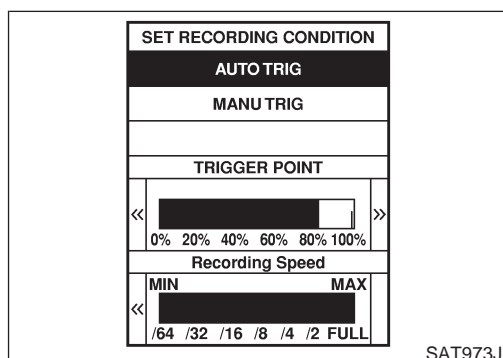 SET RECORDING CONDITION
AUTO TRIG
MANU TRIG
TRIGGER POINT
« »
0% 20% 40% 60% 80% 100%
Recording Speed
MIN MAX
«
/64 /32 /16 /8 /4 /2 FULL
SAT973J